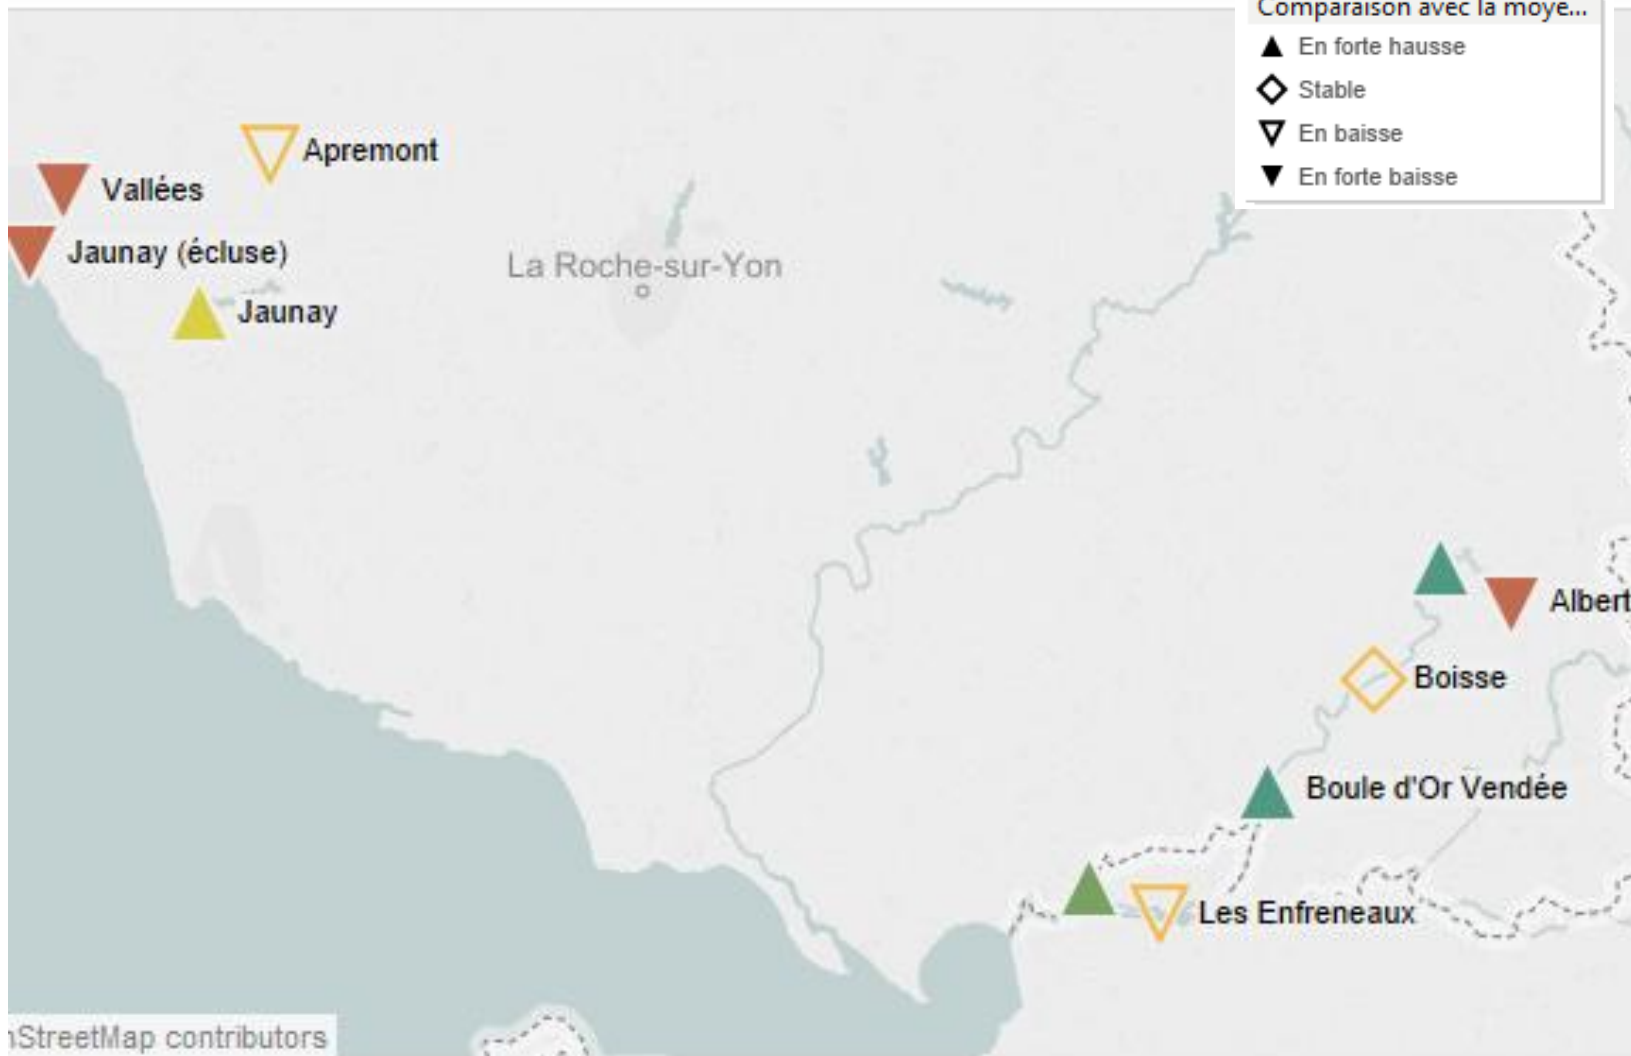 Comparaison avec la moye...
En forte hausse
Stable
En baisse
En forte baisse
Apremont
Vallées
Jaunay (écluse)
La Roche-sur-Yon
Jaunay
Albert
Boisse
Boule d'Or Vendée
Les Enfreneaux
nStreetMap contributors